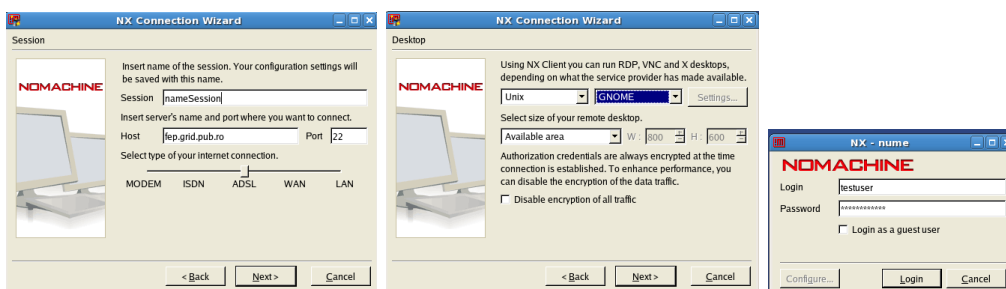 NX Connection Wizard
Session
NOMACHINE
Insert name of the session. Your configuration settings will
be saved with this name.
Session nameSession
Insert server's name and port where you want to connect.
Host fep.grid.pub.ro Port 22
Select type of your internet connection.
MODEM ISDN ADSL WAN LAN
< Back Next > Cancel
NX Connection Wizard
Desktop
NOMACHINE
Using NX Client you can run RDP, VNC and X desktops,
depending on what the service provider has made available.
Unix GNOME Settings...
Select size of your remote desktop.
Available area W: 800 H: 600
Authorization credentials are always encrypted at the time
connection is established. To enhance performance, you
can disable the encryption of the data traffic.
Disable encryption of all traffic
< Back Next > Cancel
NX - nume
NOMACHINE
Login testuser
Password ************
Login as a guest user
Configure... Login Cancel